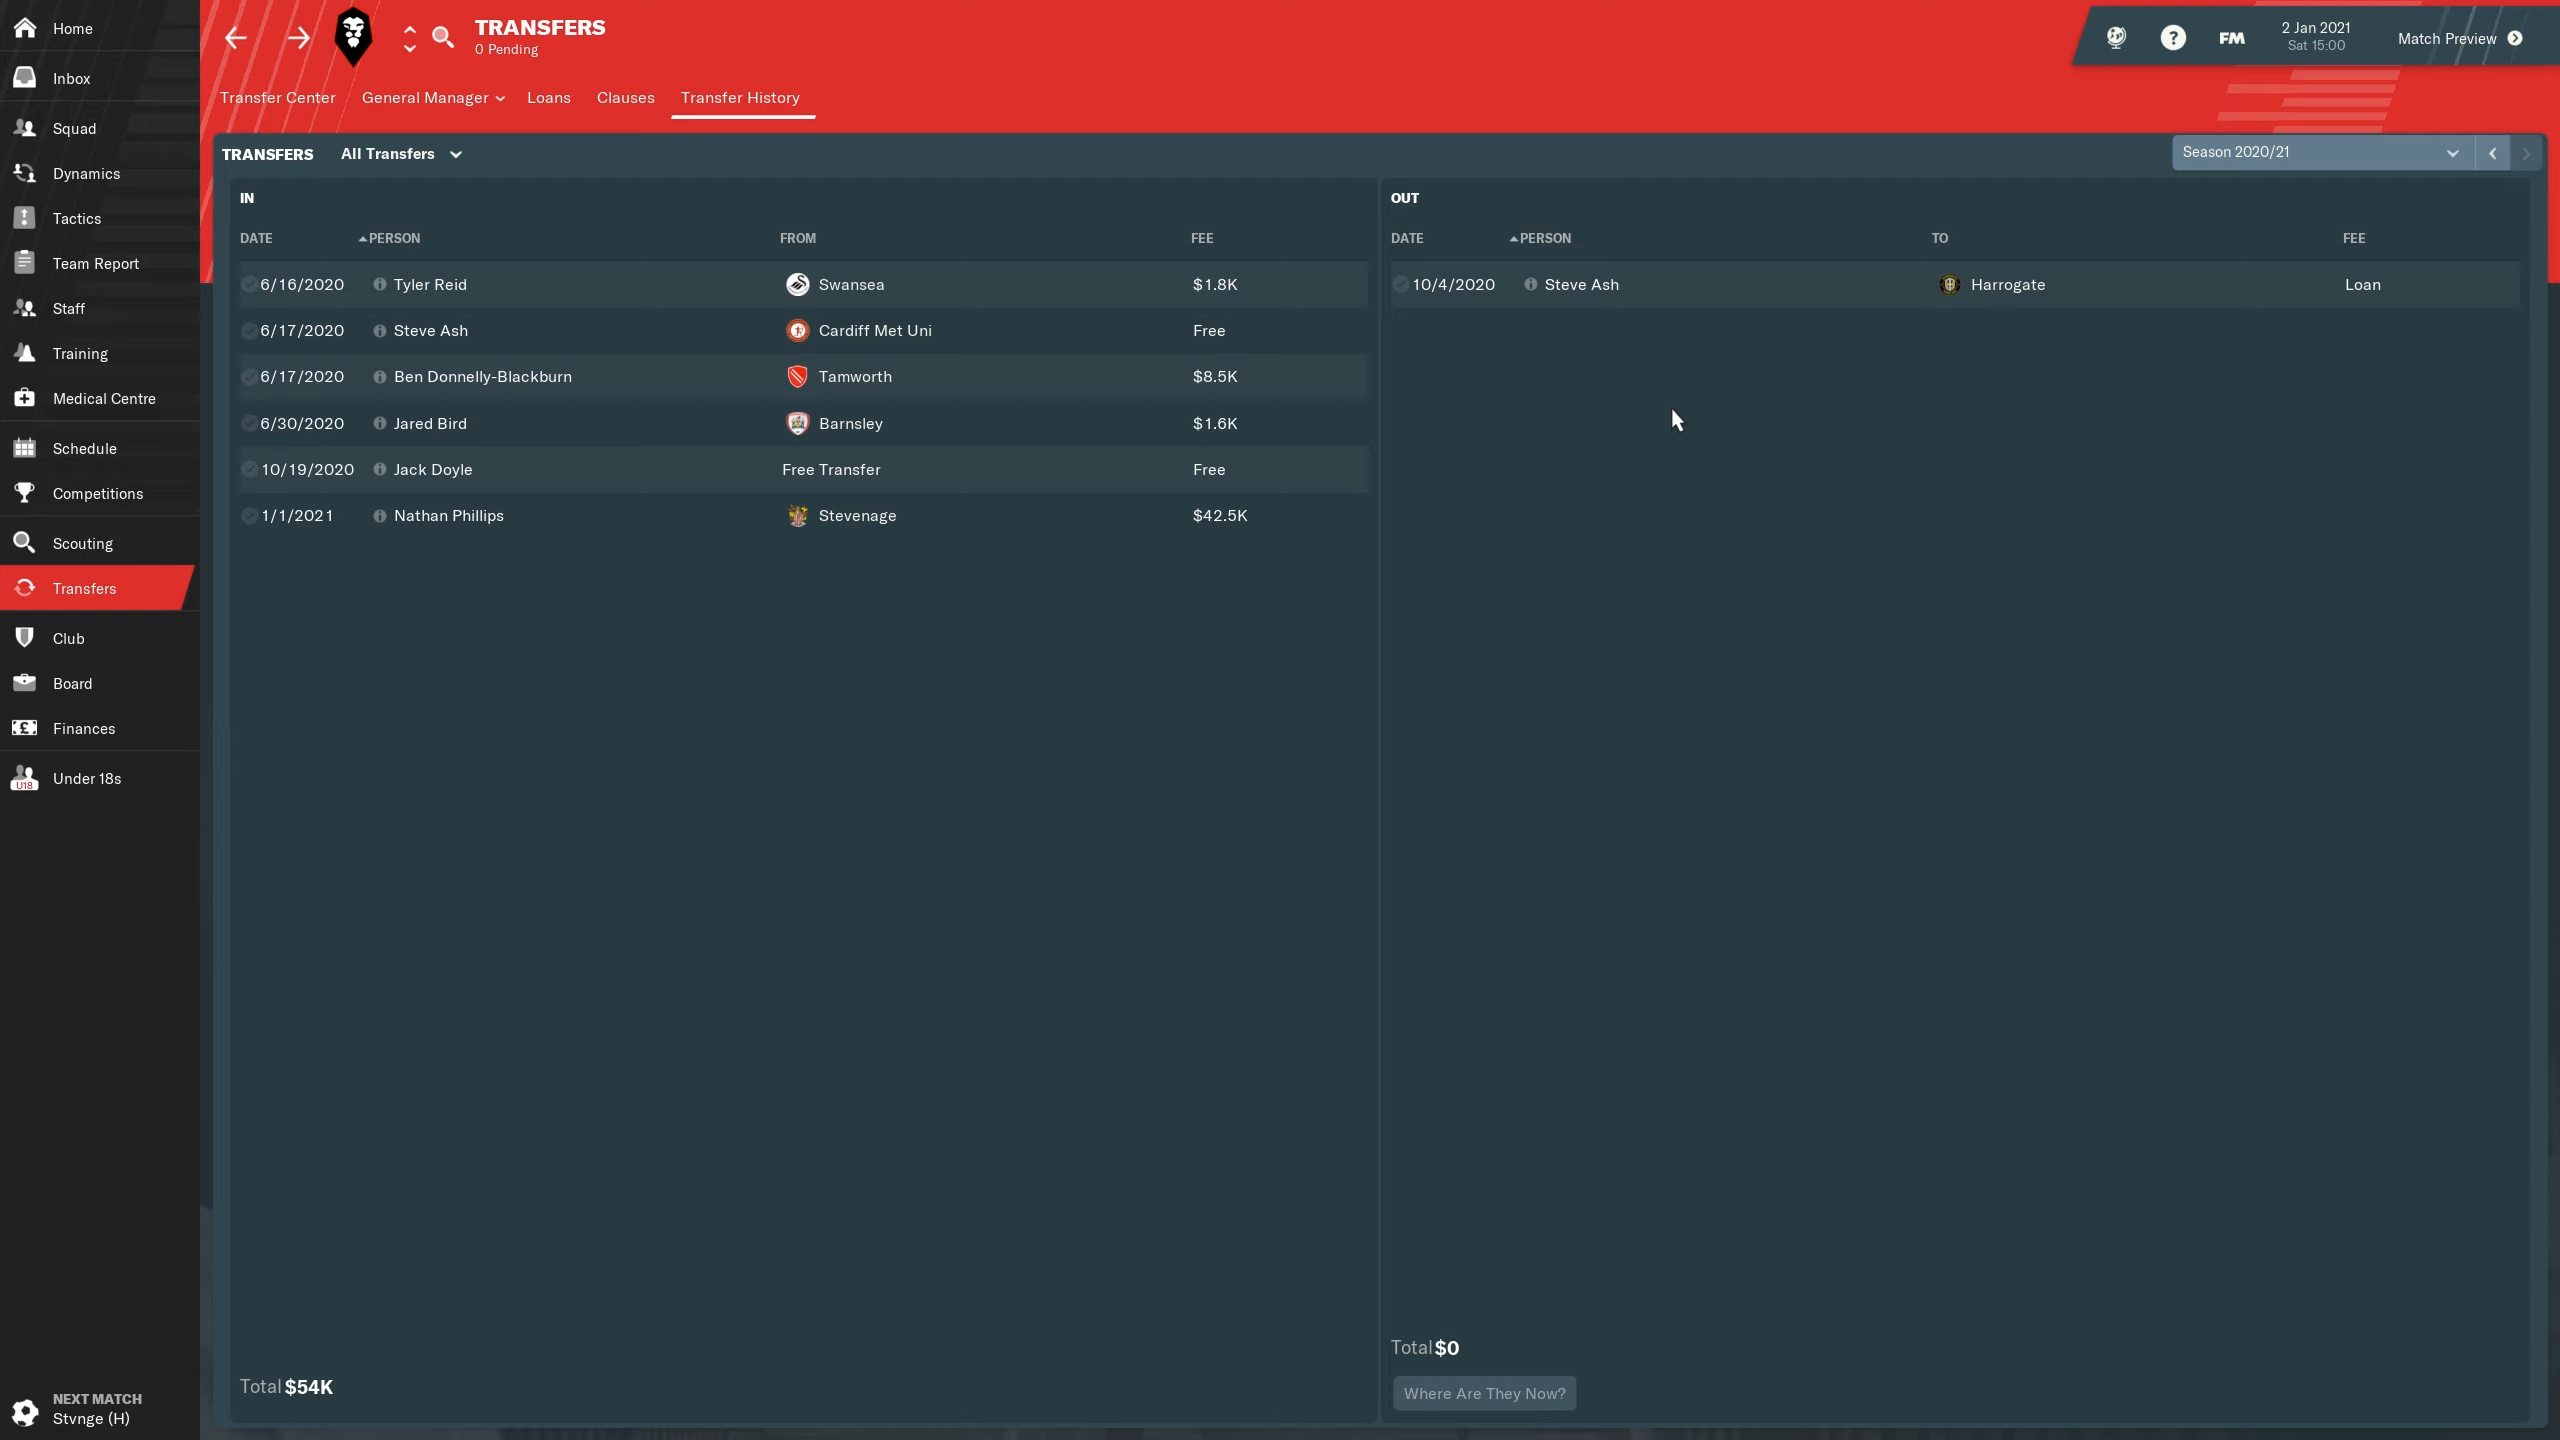 Home
Inbox
Squad
Dynamics
Tactics
Team Report
Staff
Training
Medical Centre
Schedule
Competitions
Scouting
Transfers
Club
Board
Finances
U18
Under 18s
NEXT MATCH
Stvnge (H)
TRANSFERS
0 Pending
? FM 2 Jan 2021
Sat 15:00
Match Preview
Transfer Center General Manager Loans Clauses Transfer History
TRANSFERS All Transfers
Season 2020/21
IN
DATE PERSON FROM FEE
6/16/2020 Tyler Reid Swansea $1.8K
6/17/2020 Steve Ash Cardiff Met Uni Free
6/17/2020 Ben Donnelly-Blackburn Tamworth $8.5K
6/30/2020 Jared Bird Barnsley $1.6K
10/19/2020 Jack Doyle Free Transfer Free
1/1/2021 Nathan Phillips Stevenage $42.5K
Total $54K
OUT
DATE PERSON TO FEE
10/4/2020 Steve Ash Harrogate Loan
Total $0
Where Are They Now?